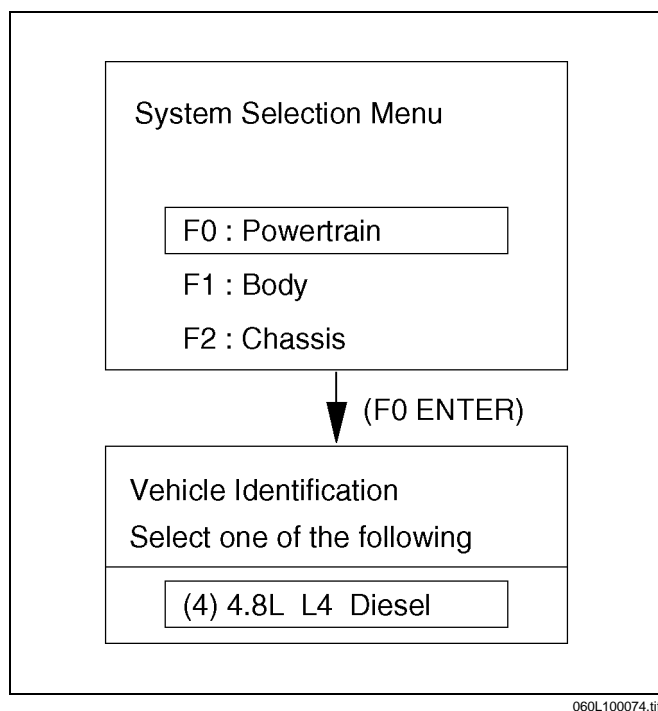 System Selection Menu
F0 : Powertrain
F1 : Body
F2 : Chassis
(F0 ENTER)
Vehicle Identification
Select one of the following
(4) 4.8L L4 Diesel
060L100074.tif